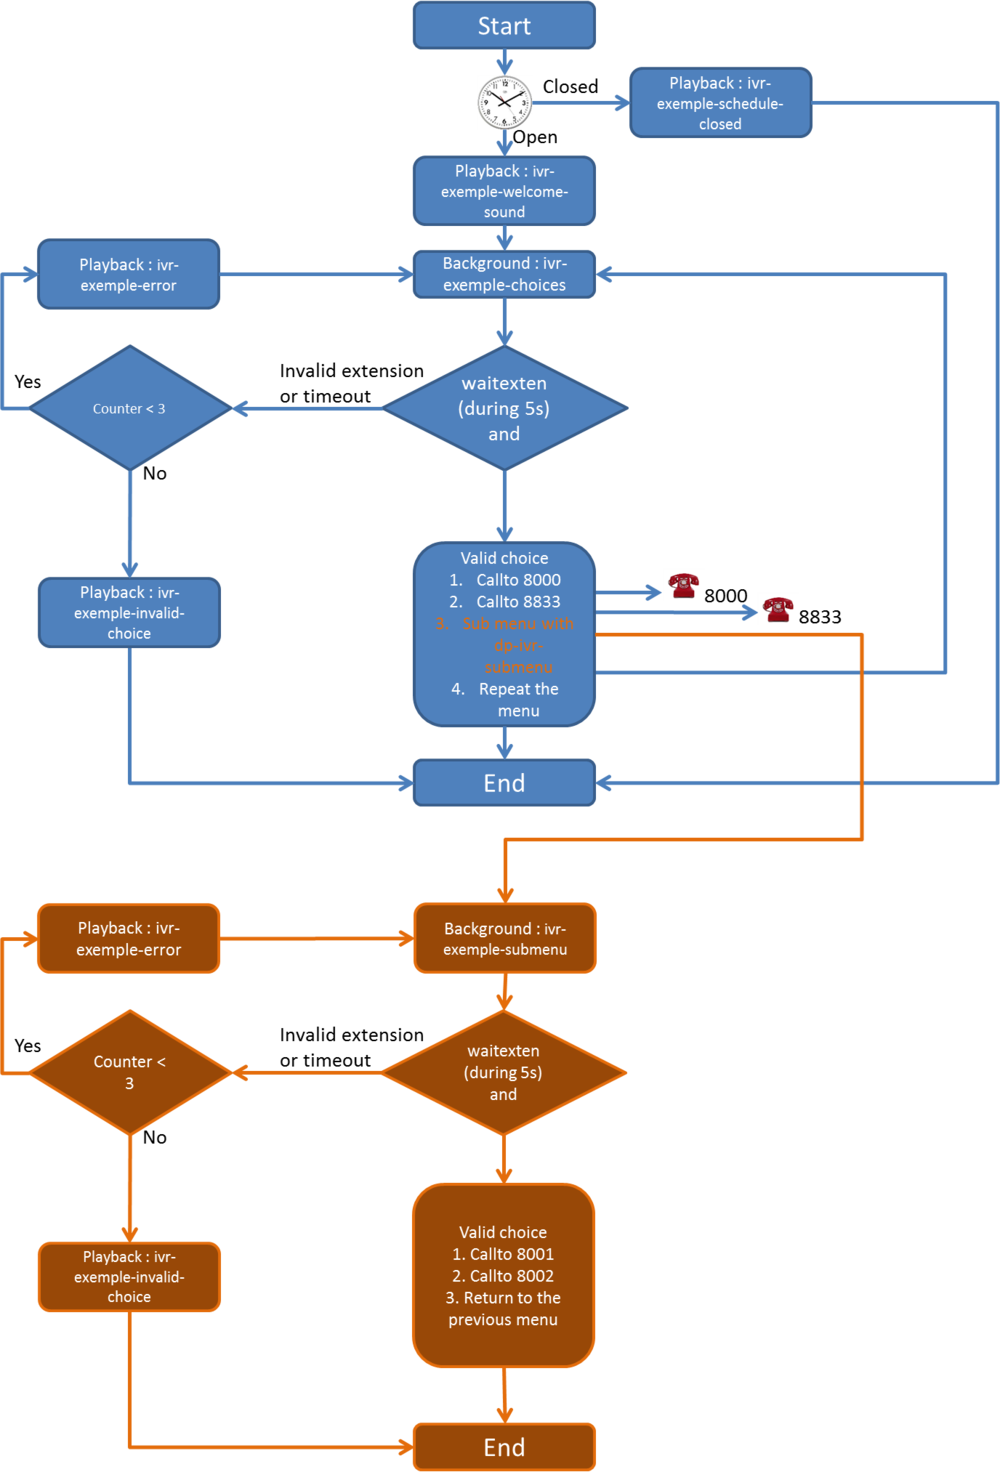 Start
Closed
Playback : ivr-
exemple-schedule-
closed
Open
Playback : ivr-
exemple-welcome-
sound
Playback : ivr-
exemple-error
Background : ivr-
exemple-choices
Yes
Counter < 3
Invalid extension
or timeout
waitexten
(during 5s)
and
No
Playback : ivr-
exemple-invalid-
choice
Valid choice
1. Callto 8000
2. Callto 8833
3. Sub menu with
dp-ivr-
submenu
4. Repeat the
menu
8000
8833
End
Playback : ivr-
exemple-error
Background : ivr-
exemple-submenu
Yes
Counter <
3
Invalid extension
or timeout
waitexten
(during 5s)
and
No
Playback : ivr-
exemple-invalid-
choice
Valid choice
1. Callto 8001
2. Callto 8002
3. Return to the
previous menu
End